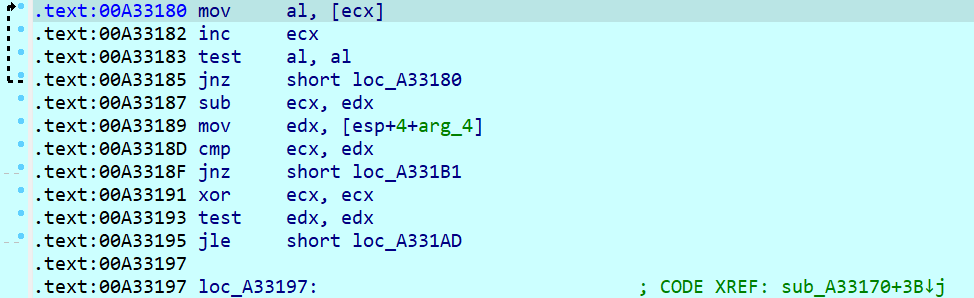 .text:00A33180 mov     al, [ecx]
.text:00A33182 inc     ecx
.text:00A33183 test    al, al
.text:00A33185 jnz     short loc_A33180
.text:00A33187 sub     ecx, edx
.text:00A33189 mov     edx, [esp+4+arg_4]
.text:00A3318D cmp     ecx, edx
.text:00A3318F jnz     short loc_A331B1
.text:00A33191 xor     ecx, ecx
.text:00A33193 test    edx, edx
.text:00A33195 jle     short loc_A331AD
.text:00A33197
.text:00A33197 loc_A33197:                             ; CODE XREF: sub_A33170+3B↓j